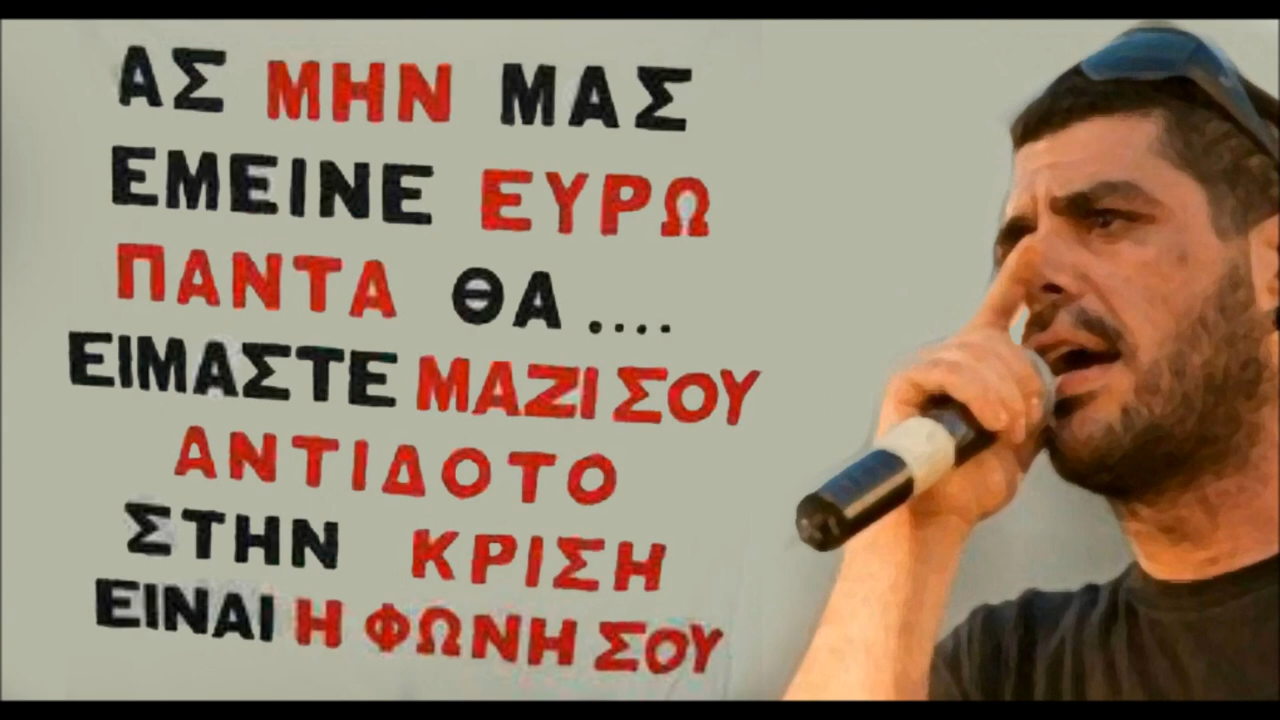 ΑΣ ΜΗΝ ΜΑΣ
ΕΜΕΙΝΕ ΕΥΡΩ
ΠΑΝΤΑ ΘΑ ....
ΕΙΜΑΣΤΕ ΜΑΖΙ ΣΟΥ
ΑΝΤΙΔΟΤΟ
ΣΤΗΝ ΚΡΙΣΗ
ΕΙΝΑΙ Η ΦΩΝΗ ΣΟΥ